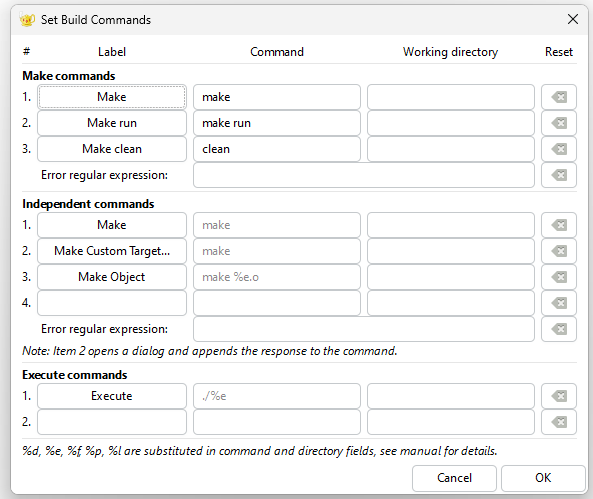 Set Build Commands
# Label Command Working directory Reset
Make commands
1. Make make
2. Make run make run
3. Make clean clean
Error regular expression:
Independent commands
1. Make make
2. Make Custom Target... make
3. Make Object make %e.o
4.
Error regular expression:
Note: Item 2 opens a dialog and appends the response to the command.
Execute commands
1. Execute ./%e
2.
%d, %e, %f, %p, %l are substituted in command and directory fields, see manual for details.
Cancel OK